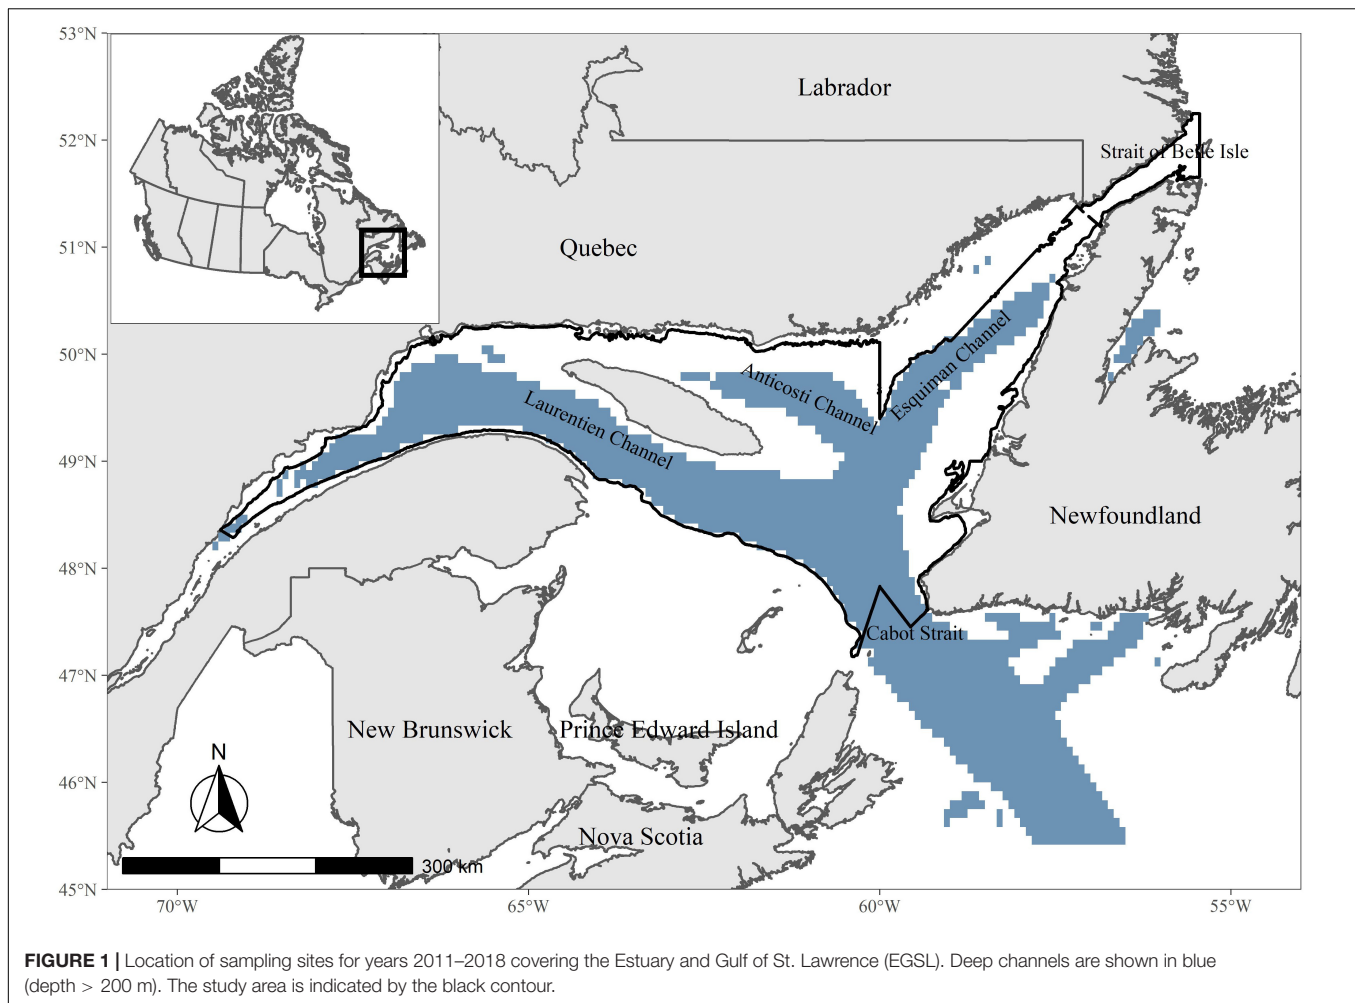 53°N
52°N
51°N
50°N
49°N
48°N
47°N
46°N
45°N
Labrador
Strait of Belle Isle
Quebec
Esquiman Channel
Anticosti Channel
Laurentien Channel
Newfoundland
Cabot Strait
New Brunswick
Prince Edward Island
N
Nova Scotia
300 km
70°W
65°W
60°W
55°W
FIGURE 1 | Location of sampling sites for years 2011–2018 covering the Estuary and Gulf of St. Lawrence (EGSL). Deep channels are shown in blue
(depth > 200 m). The study area is indicated by the black contour.